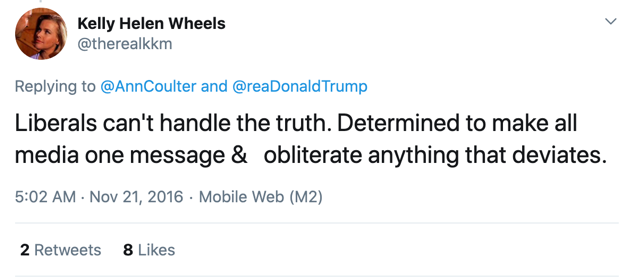 Kelly Helen Wheels
@therealkkm
Replying to @AnnCoulter and @reaDonaldTrump
Liberals can't handle the truth. Determined to make all
media one message & obliterate anything that deviates.
5:02 AM · Nov 21, 2016 · Mobile Web (M2)
2 Retweets 8 Likes